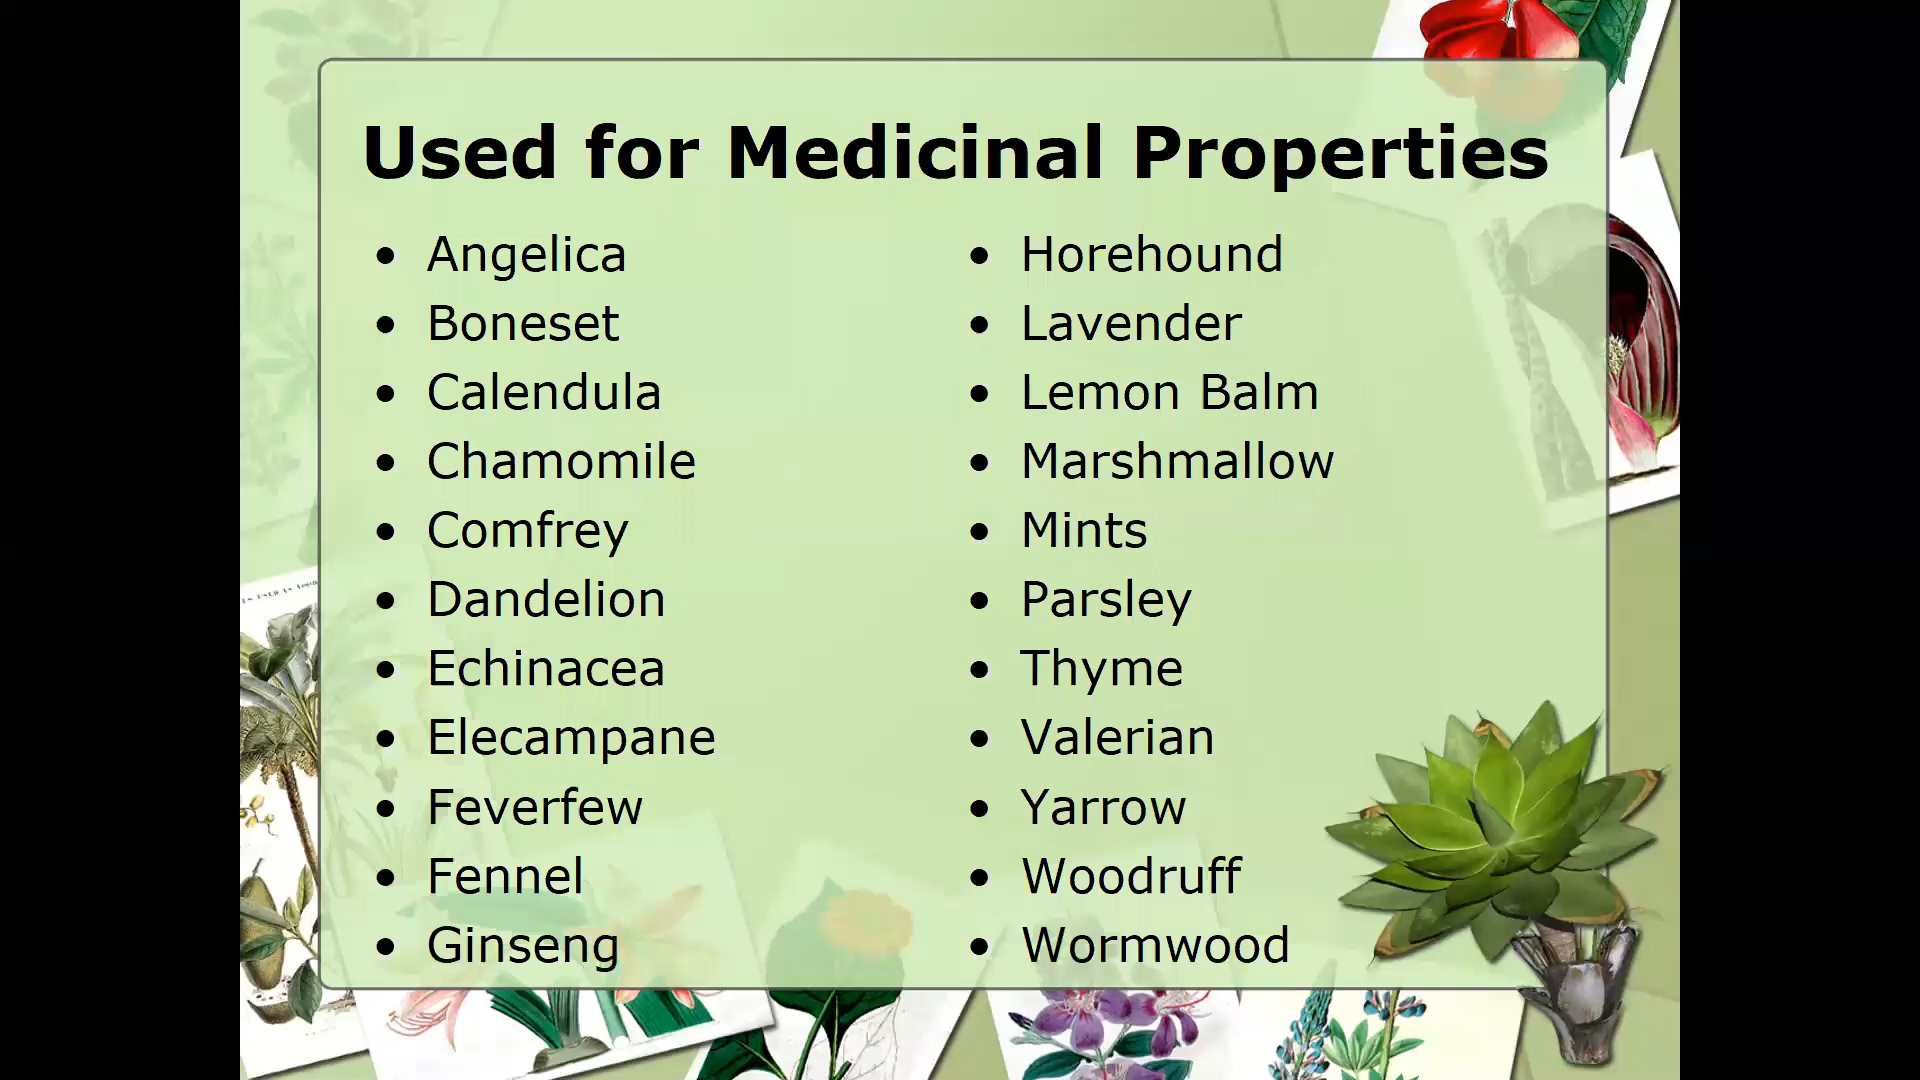 Used for Medicinal Properties
• Angelica
• Boneset
• Calendula
• Chamomile
• Comfrey
• Dandelion
• Echinacea
• Elecampane
• Feverfew
• Fennel
• Ginseng
• Horehound
• Lavender
• Lemon Balm
• Marshmallow
• Mints
• Parsley
• Thyme
• Valerian
• Yarrow
• Woodruff
• Wormwood